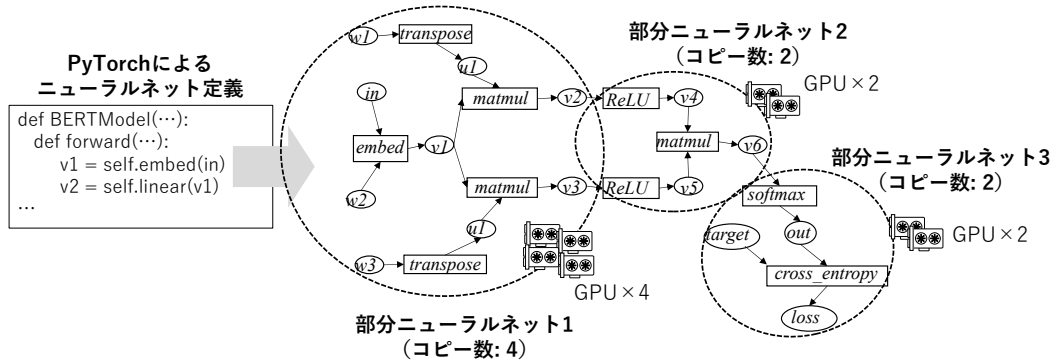 PyTorchによる
ニューラルネット定義
def BERTModel(…):
def forward(…):
v1 = self.embed(in)
v2 = self.linear(v1)
…
w1
transpose
u1
in
matmul
v2
embed
v1
w2
matmul
v3
u1
w3
transpose
GPU×4
部分ニューラルネット1
（コピー数: 4）
部分ニューラルネット2
（コピー数: 2）
GPU×2
ReLU
v4
matmul
v6
ReLU
v5
部分ニューラルネット3
（コピー数: 2）
softmax
target
out
GPU×2
cross_entropy
loss